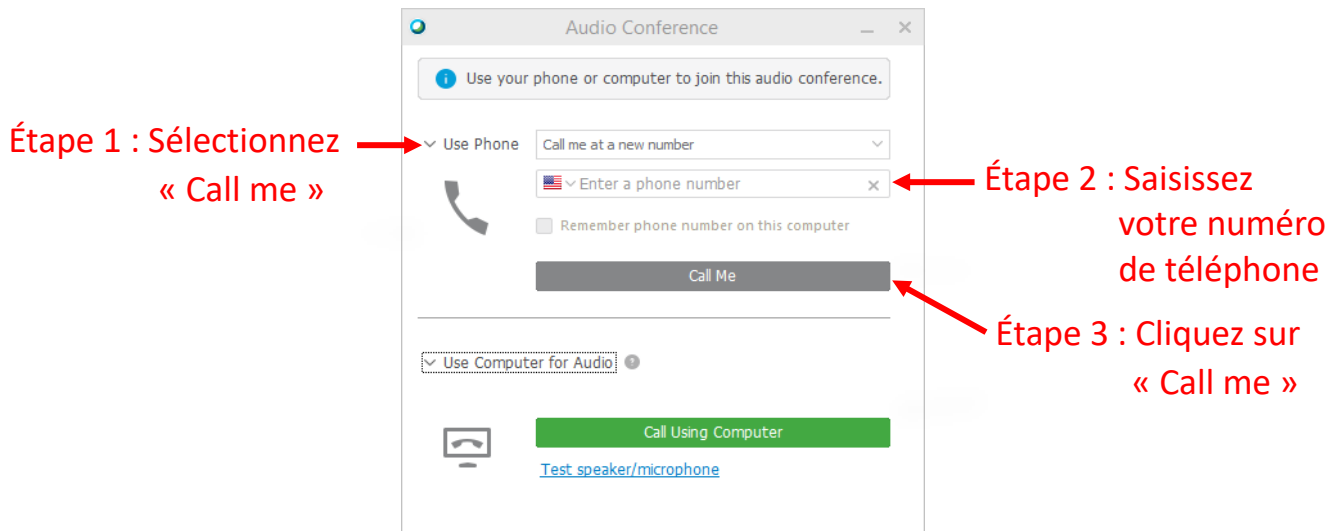 Audio Conference
Use your phone or computer to join this audio conference.
Étape 1 : Sélectionnez
« Call me »
Use Phone
Call me at a new number
Enter a phone number
Remember phone number on this computer
Call Me
Étape 2 : Saisissez
votre numéro
de téléphone
Étape 3 : Cliquez sur
« Call me »
Use Computer for Audio
Call Using Computer
Test speaker/microphone